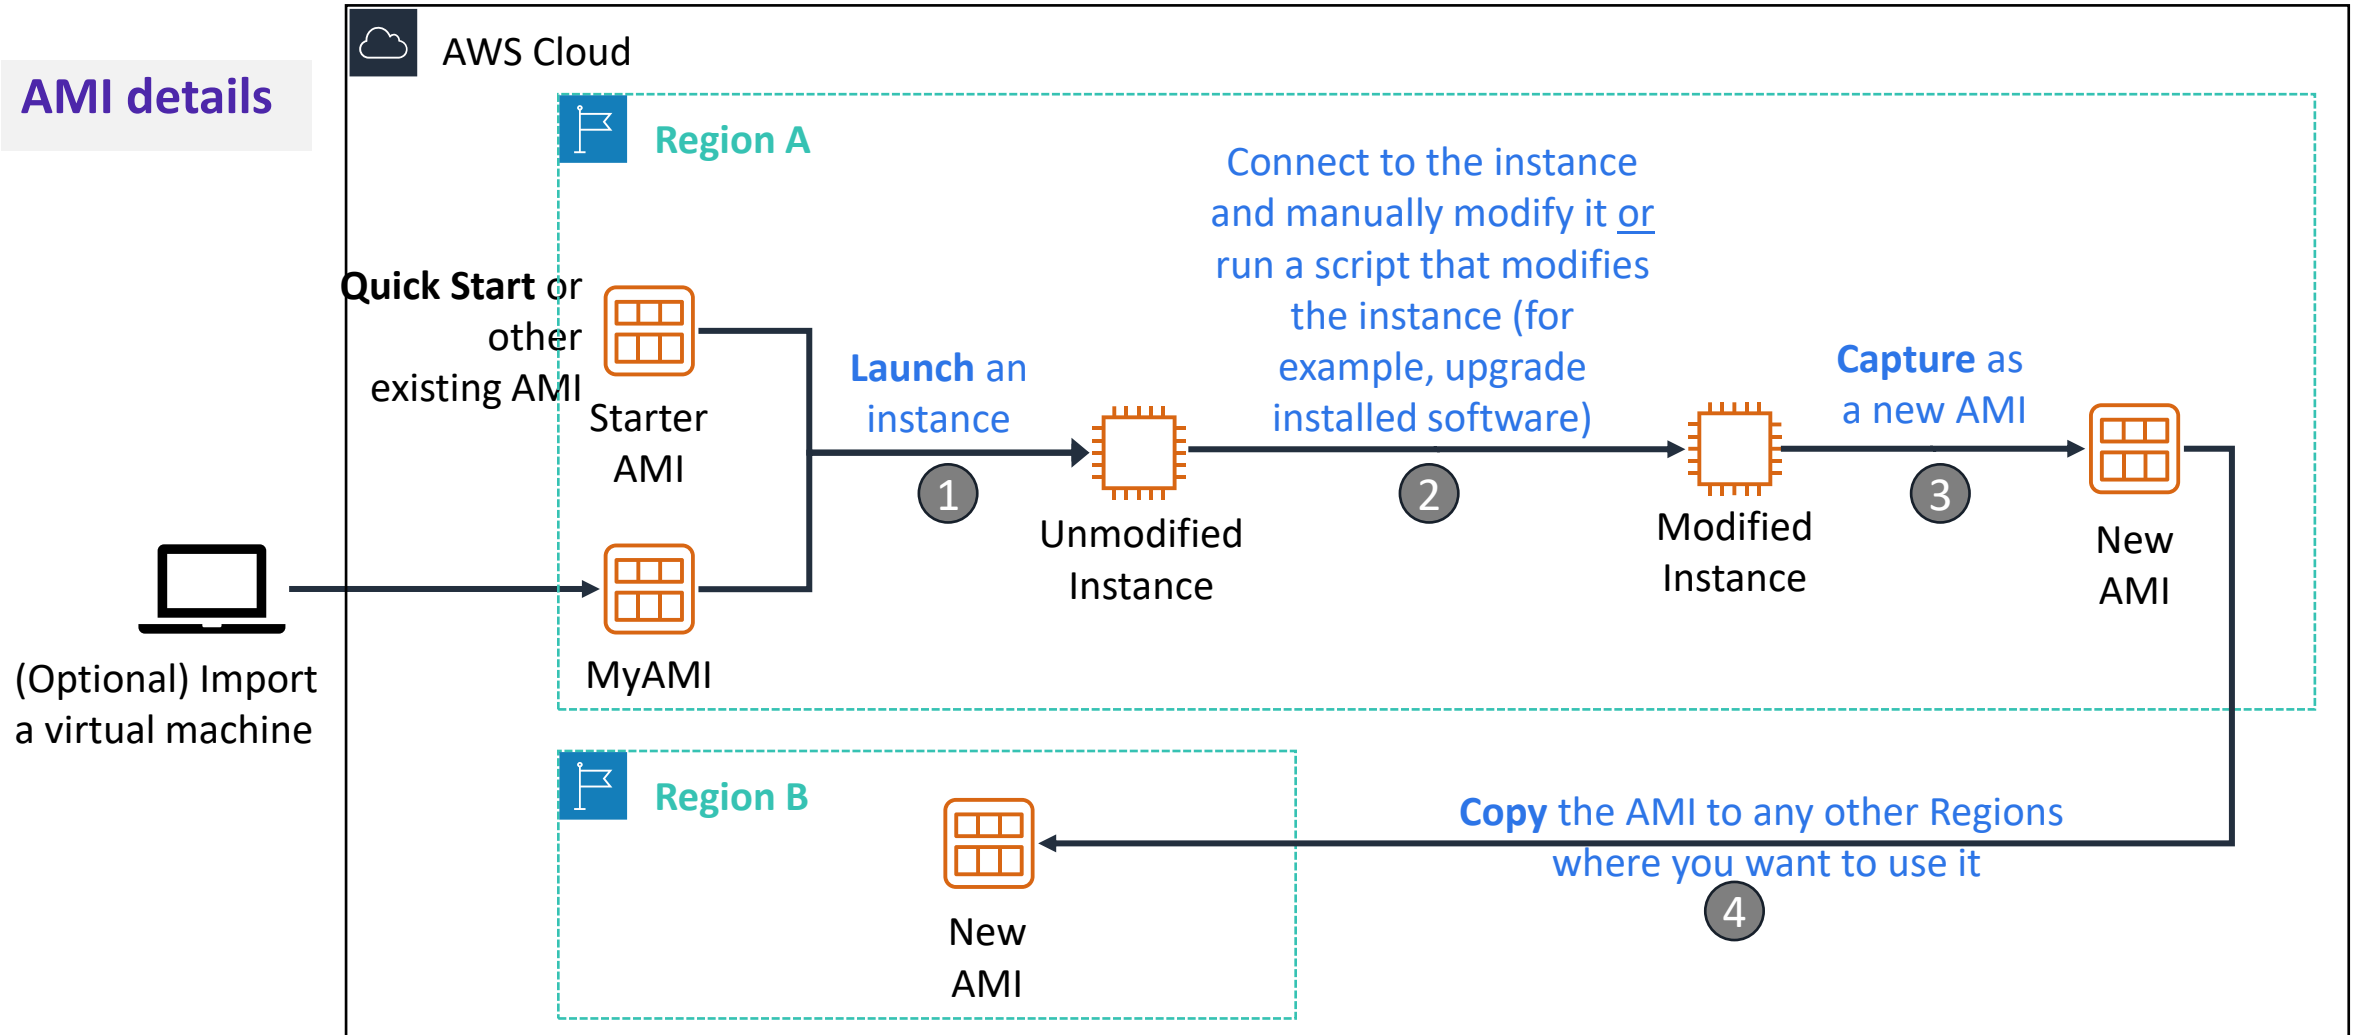 AMI details
AWS Cloud
Region A
Quick Start or
other
existing AMI
Starter
AMI
Launch an
instance
1
Unmodified
Instance
Connect to the instance
and manually modify it or
run a script that modifies
the instance (for
example, upgrade
installed software)
2
Modified
Instance
Capture as
a new AMI
3
New
AMI
(Optional) Import
a virtual machine
MyAMI
Region B
New
AMI
Copy the AMI to any other Regions
where you want to use it
4